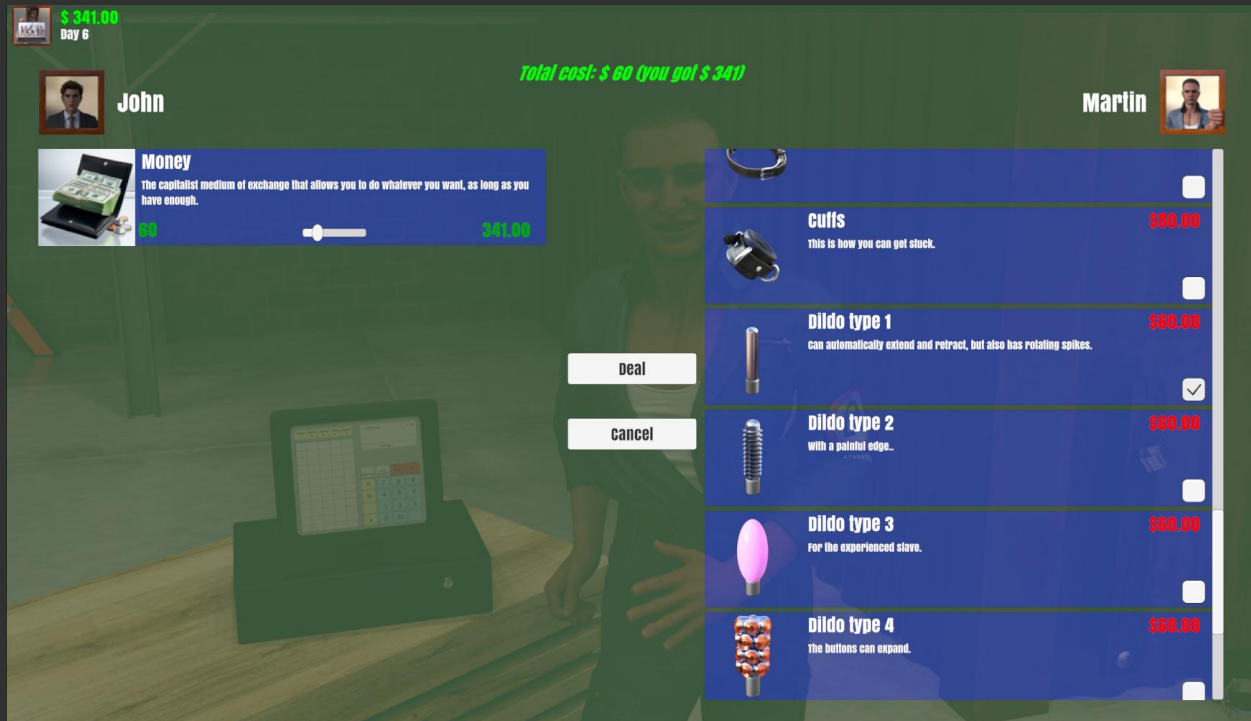 $ 341.00
Day 6
Total cost: $ 60 (you got $ 341)
John
Martin
Money
The capitalist medium of exchange that allows you to do whatever you want, as long as you
have enough.
60
341.00
Deal
Cancel
Cuffs
$80.00
This is how you can get stuck.
Dildo type 1
$60.00
Can automatically extend and retract, but also has rotating spikes.
Dildo type 2
$60.00
With a painful edge..
Dildo type 3
$60.00
For the experienced slave.
Dildo type 4
$60.00
The buttons can expand.